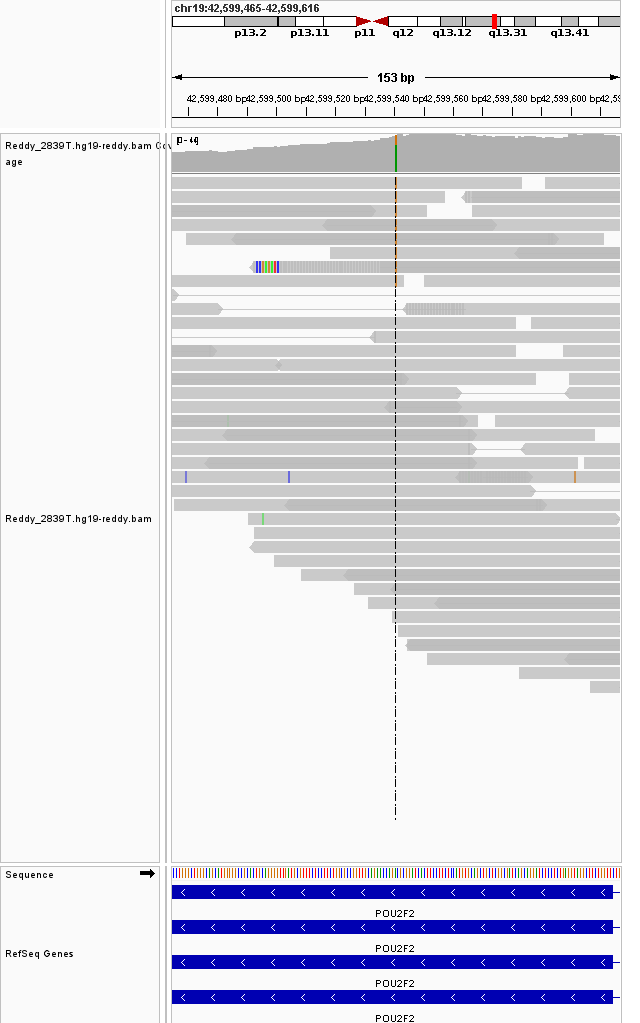 chr19:42,599,465-42,599,616
p13.2 p13.11 p11 q12 q13.12 q13.31 q13.41
153 bp
42,599,480 bp 42,599,500 bp 42,599,520 bp 42,599,540 bp 42,599,560 bp 42,599,580 bp 42,599,600 bp 42,59
Reddy_2839T.hg19-reddy.bam Cov
age
[0 - 44]
Reddy_2839T.hg19-reddy.bam
Sequence
POU2F2
POU2F2
RefSeq Genes
POU2F2
POU2F2